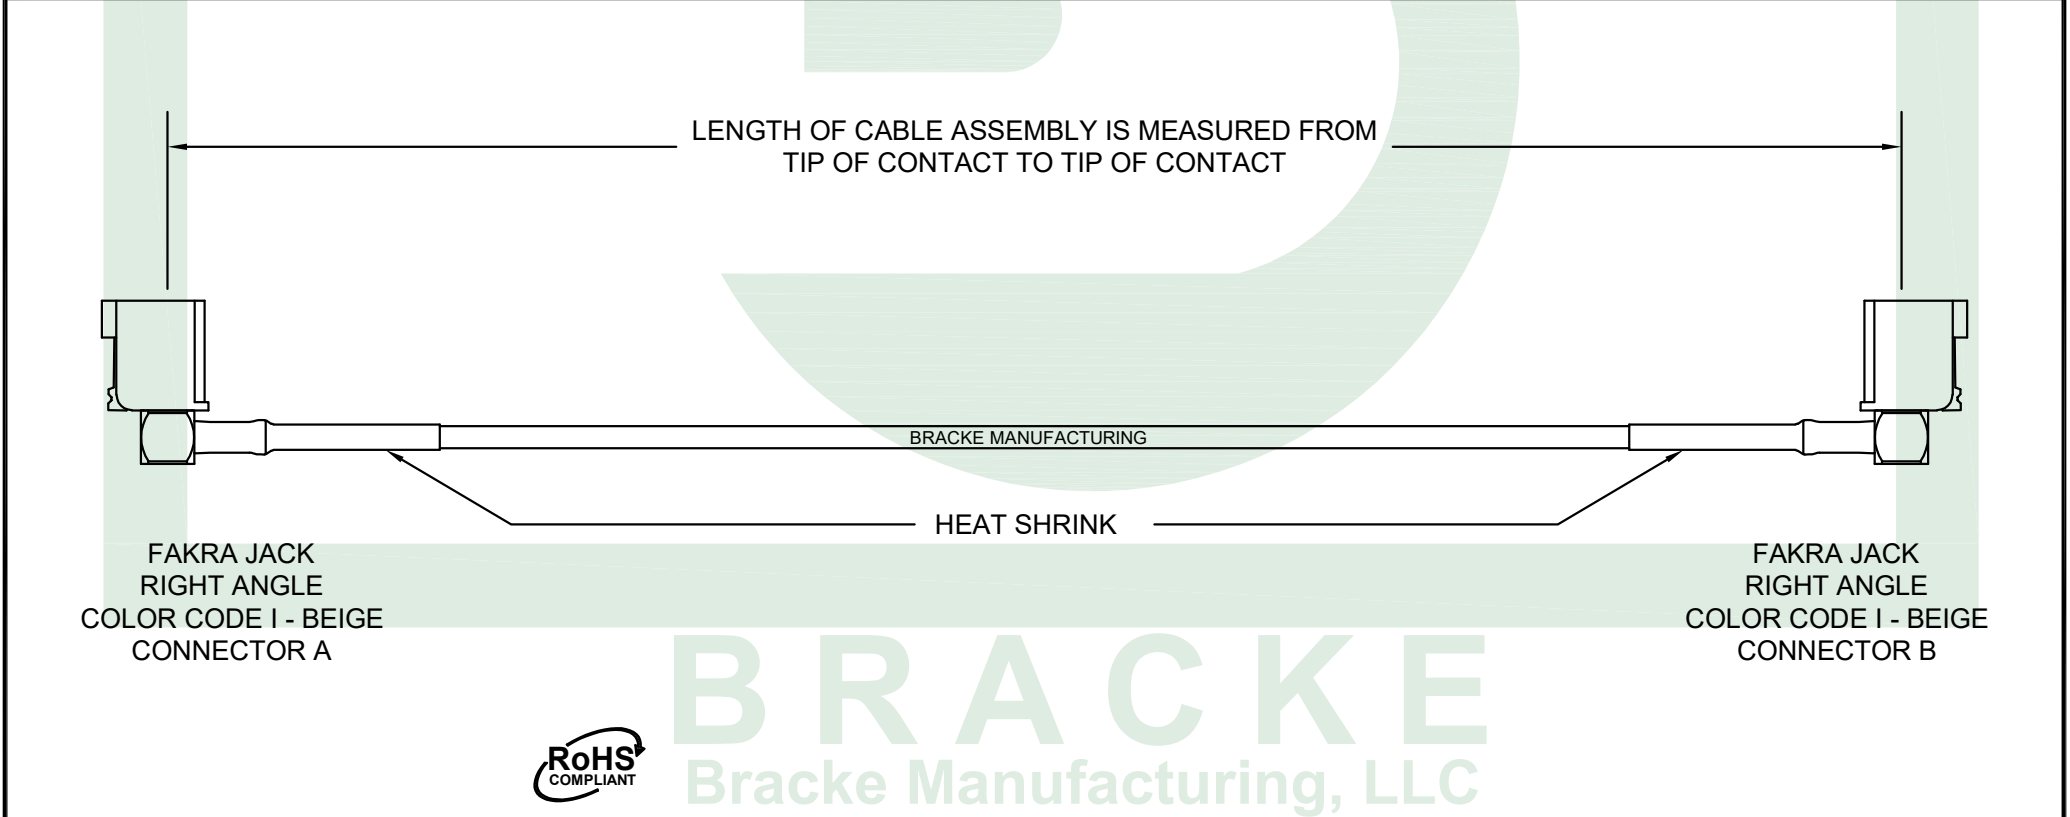 LENGTH OF CABLE ASSEMBLY IS MEASURED FROM
TIP OF CONTACT TO TIP OF CONTACT
BRACKE MANUFACTURING
HEAT SHRINK
FAKRA JACK
RIGHT ANGLE
COLOR CODE I - BEIGE
CONNECTOR A
FAKRA JACK
RIGHT ANGLE
COLOR CODE I - BEIGE
CONNECTOR B
BRACKE
Bracke Manufacturing, LLC
RoHS
COMPLIANT